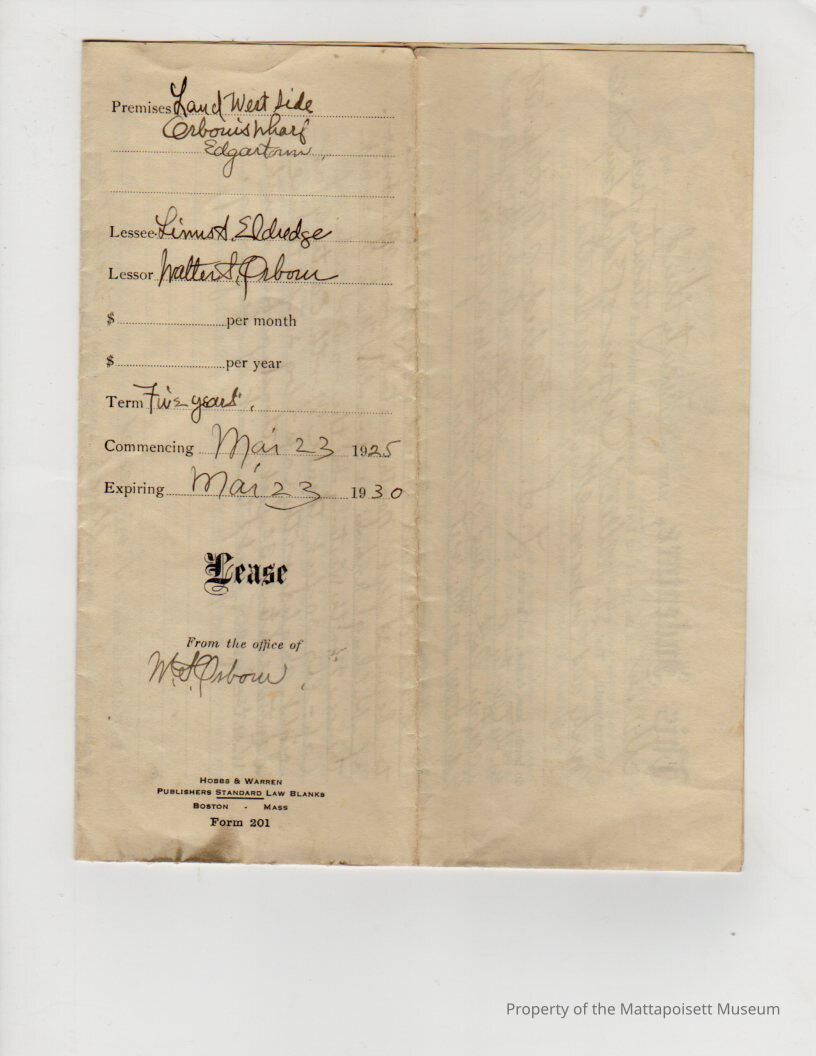 Premises Land West Side
Osborn's Wharf
Edgartown,
Lessee Linus S. Eldredge
Lessor Walter S. Osborn
$ per month
$ per year
Term Five years.
Commencing Mar 23 1925
Expiring Mar 23 1930
Lease
From the office of
W. S. Osborn
HOBBS & WARREN
PUBLISHERS STANDARD LAW BLANKS
BOSTON - MASS
Form 201
Property of the Mattapoisett Museum